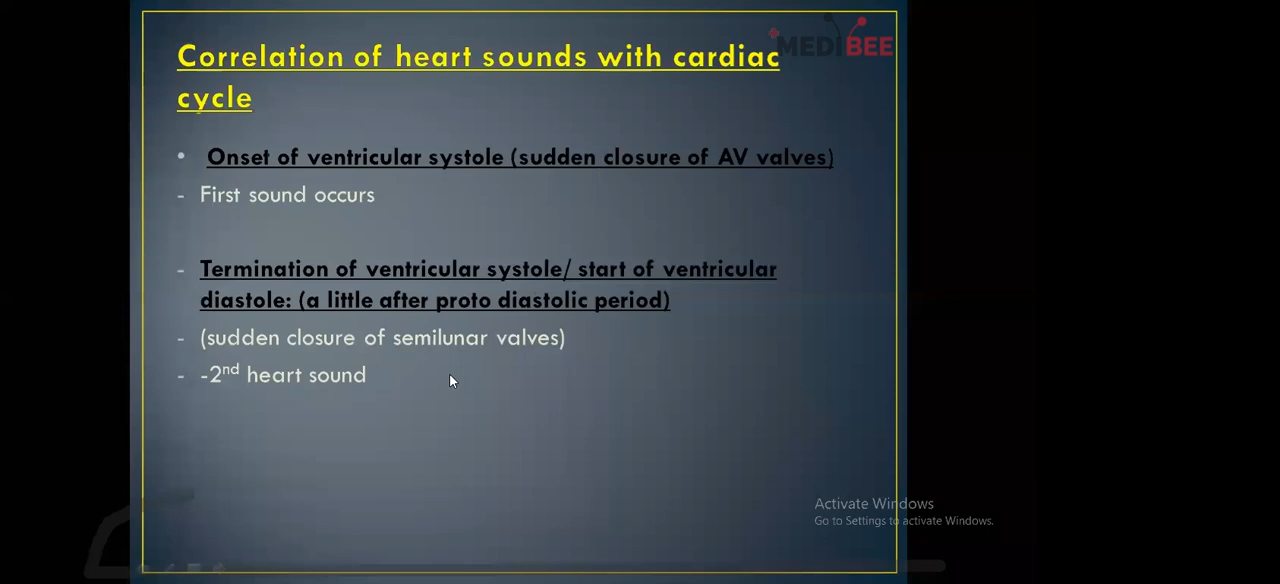 MEDIBEE
Correlation of heart sounds with cardiac
cycle
• Onset of ventricular systole (sudden closure of AV valves)
- First sound occurs
- Termination of ventricular systole/ start of ventricular
diastole: (a little after proto diastolic period)
- (sudden closure of semilunar valves)
- -2nd heart sound
Activate Windows
Go to Settings to activate Windows.